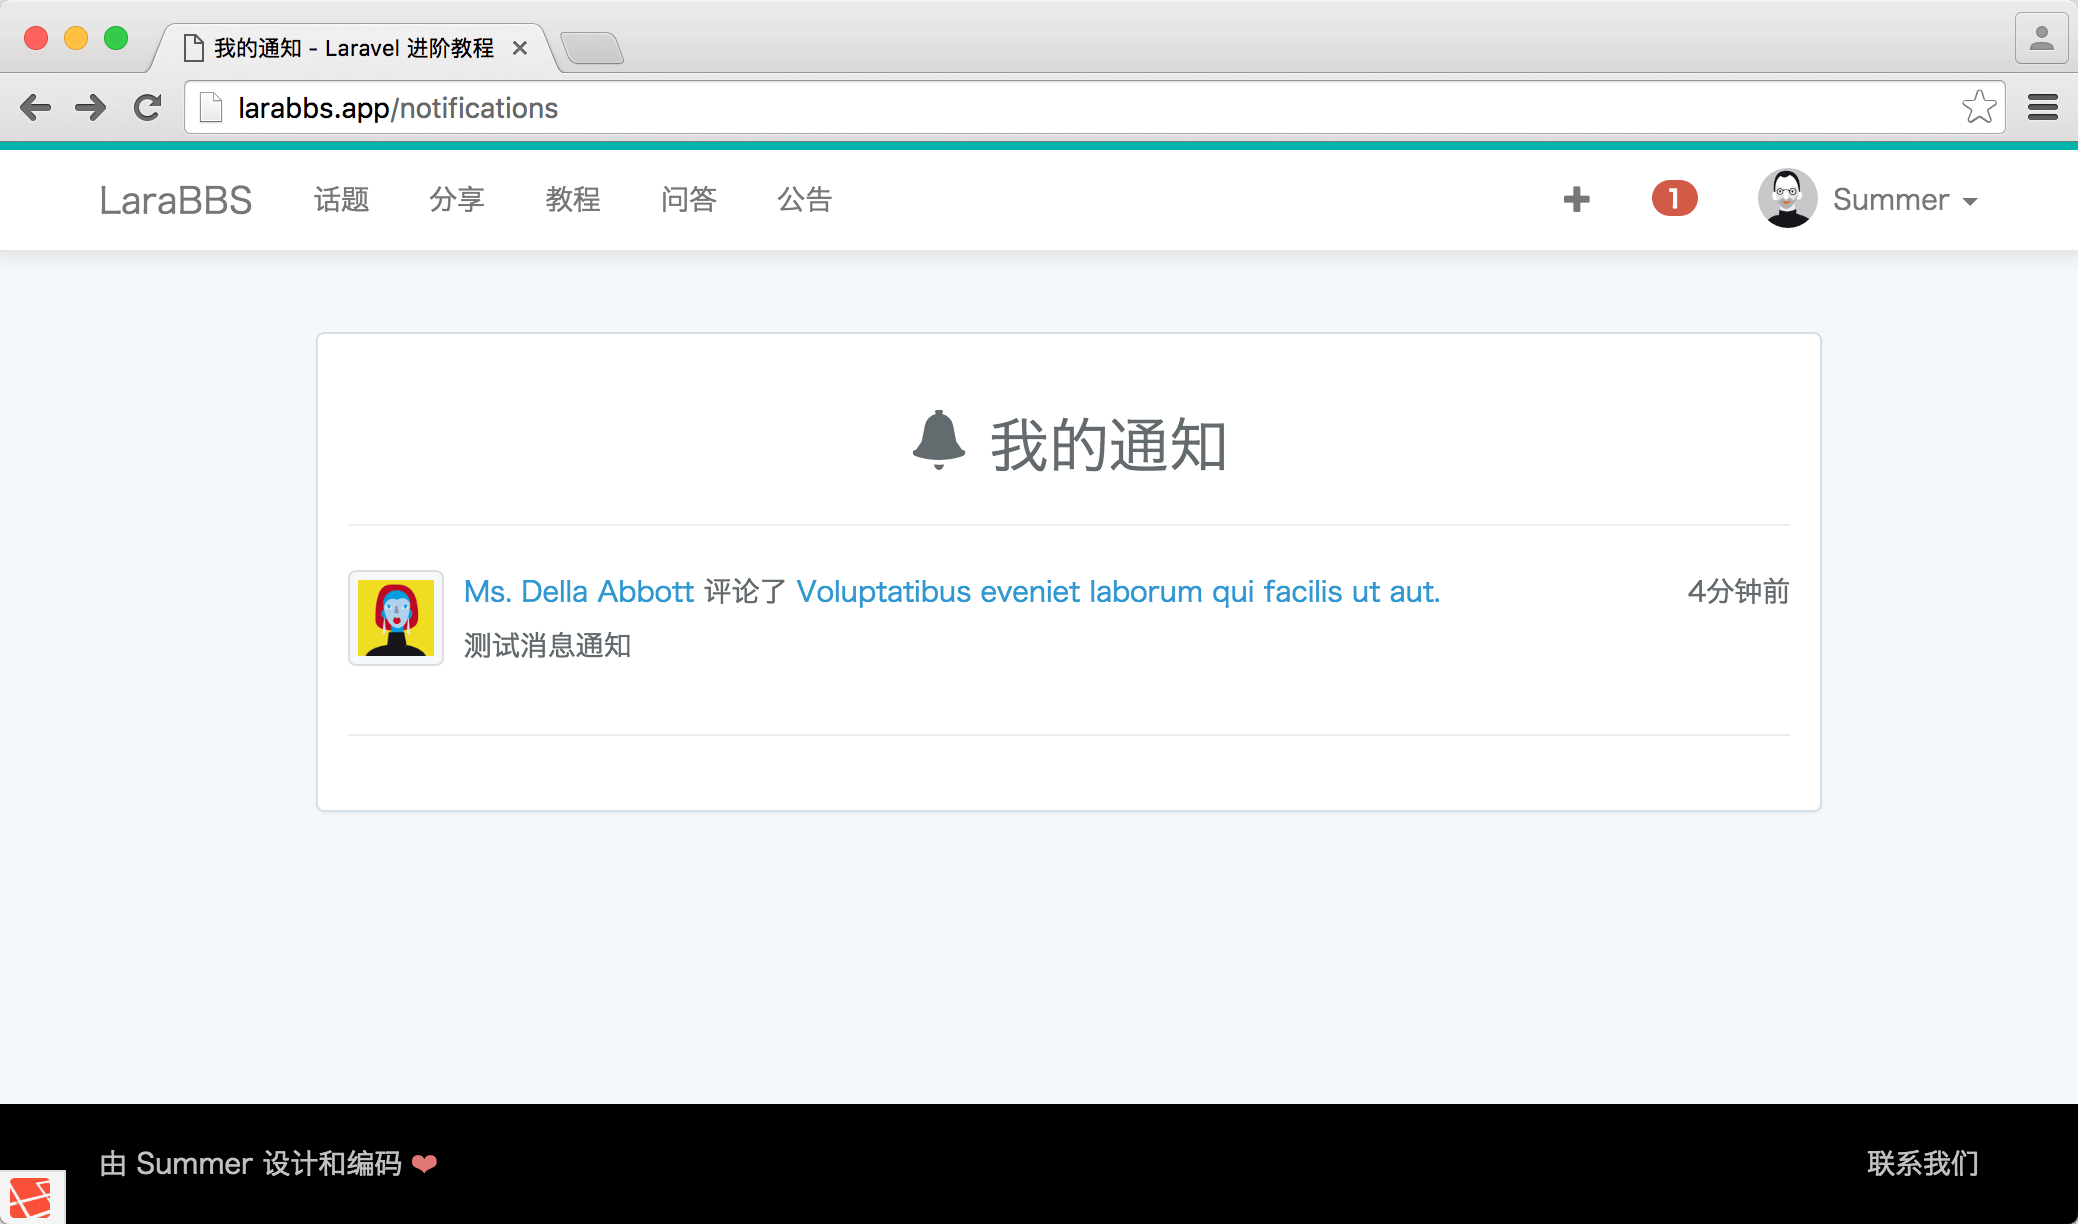 我的通知 - Laravel 进阶教程
larabbs.app/notifications
LaraBBS 话题 分享 教程 问答 公告 1 Summer
我的通知
Ms. Della Abbott 评论了 Voluptatibus eveniet laborum qui facilis ut aut. 4分钟前
测试消息通知
由 Summer 设计和编码 ❤ 联系我们